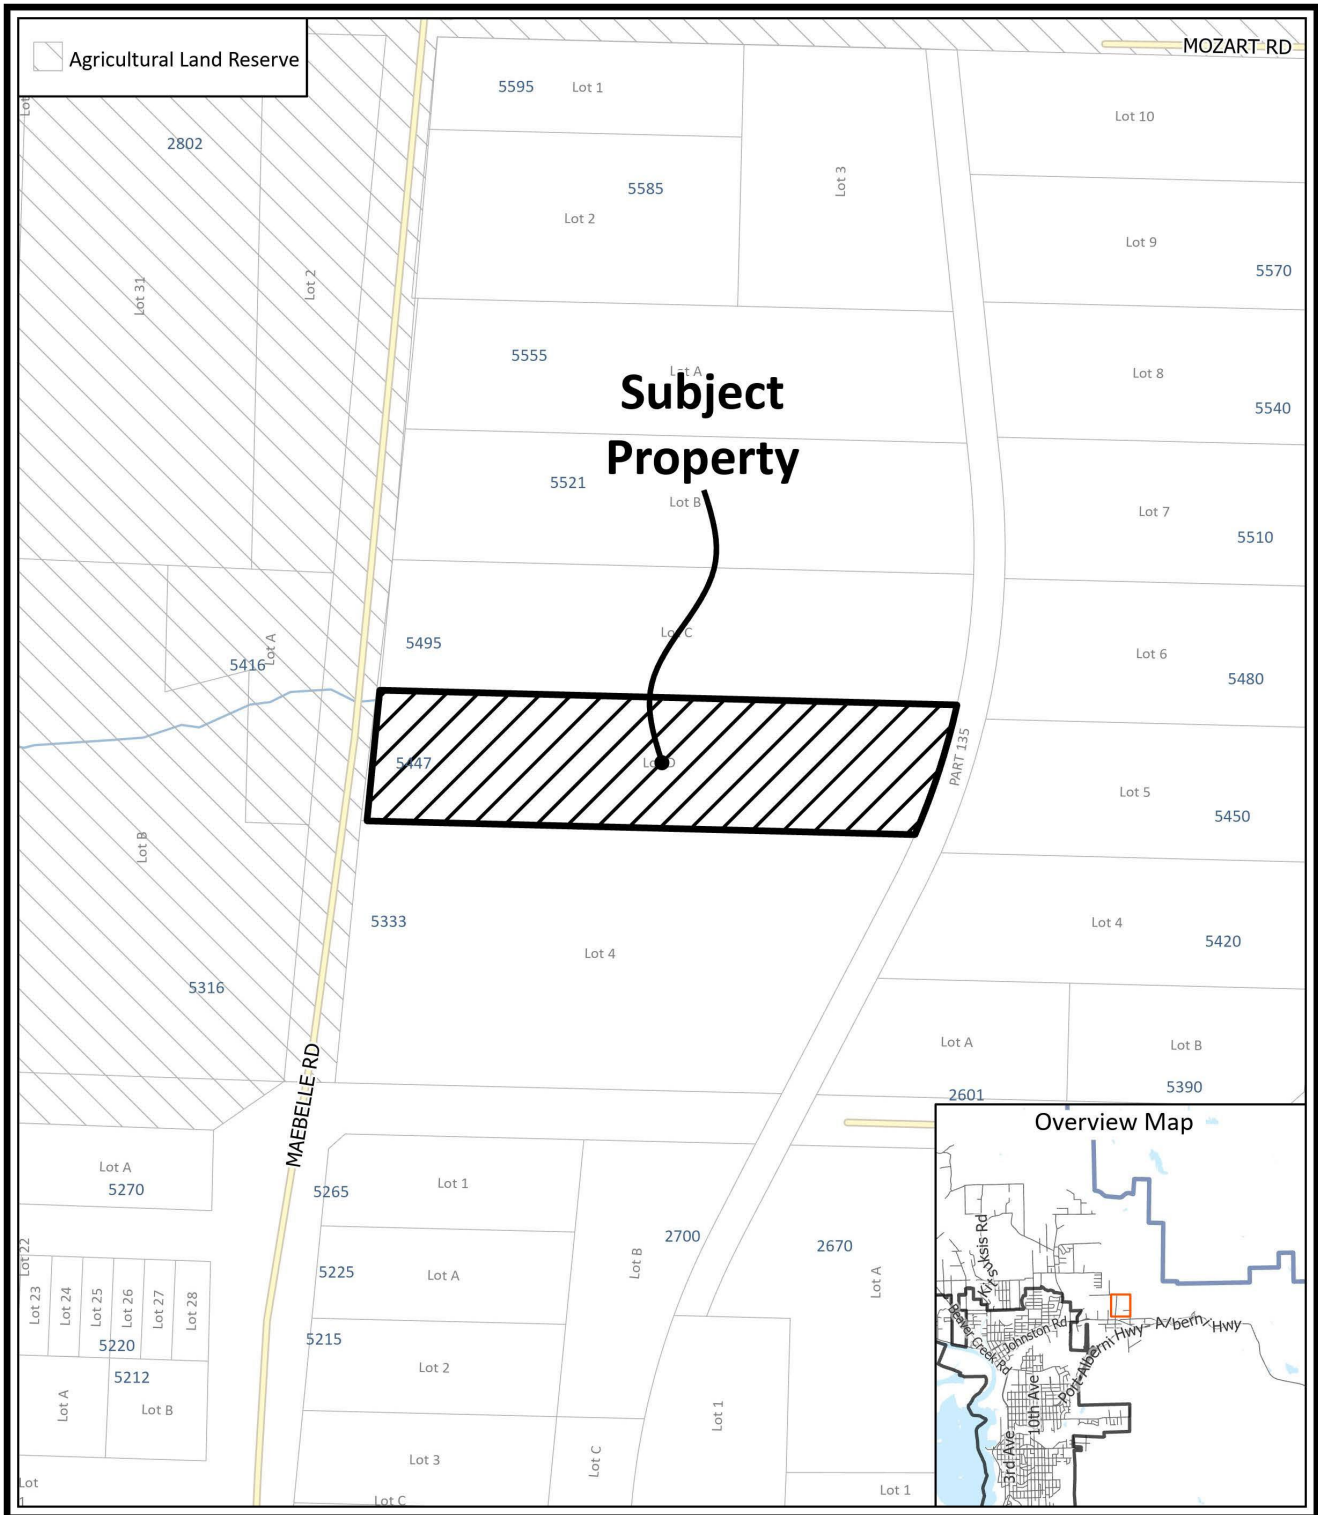 Agricultural Land Reserve
MOZART RD
5595
Lot 1
Lot 10
2802
5585
Lot 3
Lot 2
Lot 9
5570
Lot 31
Lot 2
5555
Lot A
Lot 8
5540
Subject
Property
5521
Lot B
Lot 7
5510
5495
Lot C
Lot 6
5480
5416
Lot A
5447
Lot D
PART 135
Lot 5
5450
Lot B
5333
Lot 4
Lot 4
5420
5316
Lot A
Lot B
2601
5390
MAEBELLE RD
Lot A
5270
5265
Lot 1
2700
2670
Lot B
Lot A
Lot 22
Lot 23
Lot 24
Lot 25
Lot 26
Lot 27
Lot 28
5220
5225
Lot A
5215
Lot 2
5212
Lot A
Lot B
Lot 3
Lot C
Lot 1
Lot 1
Lot
Lot C
Overview Map
Kitsuksis Rd
Beaver Creek Rd
Johnston Rd
Port Alberni Hwy
Alberni Hwy
10th Ave
3rd Ave